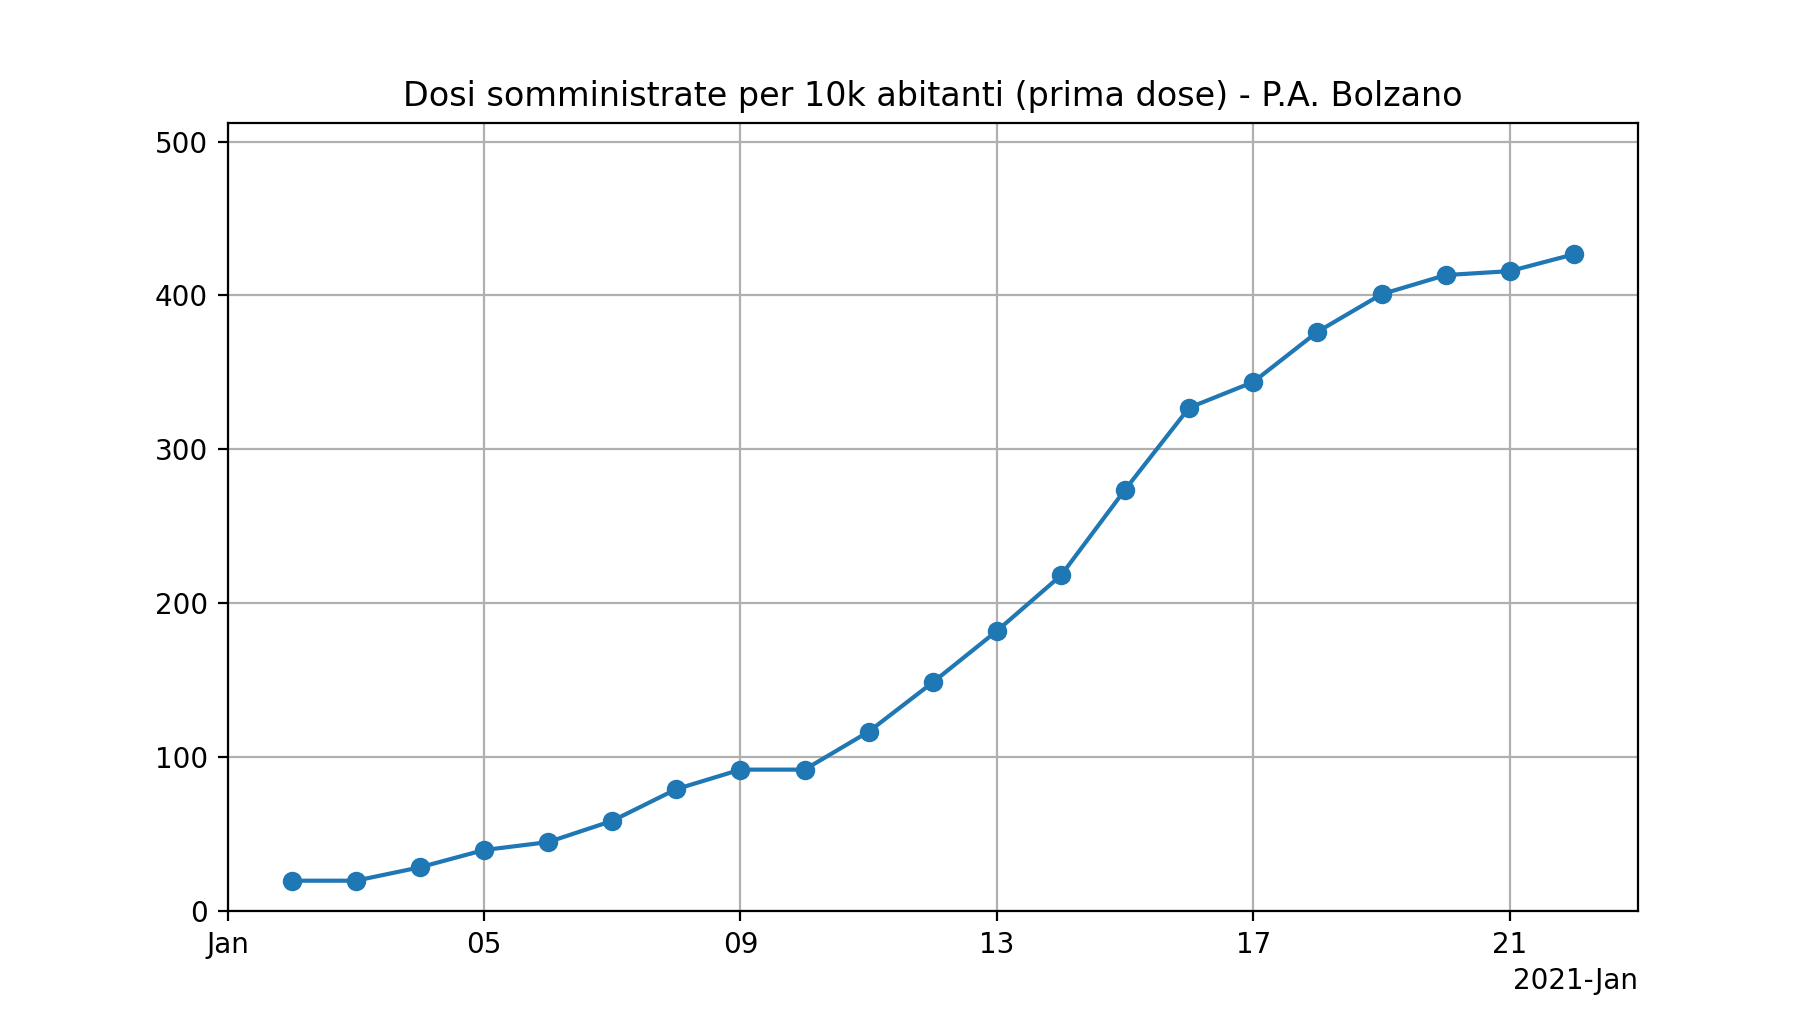 Dosi somministrate per 10k abitanti (prima dose) - P.A. Bolzano
500
400
300
200
100
0
Jan 05 09 13 17 21
2021-Jan